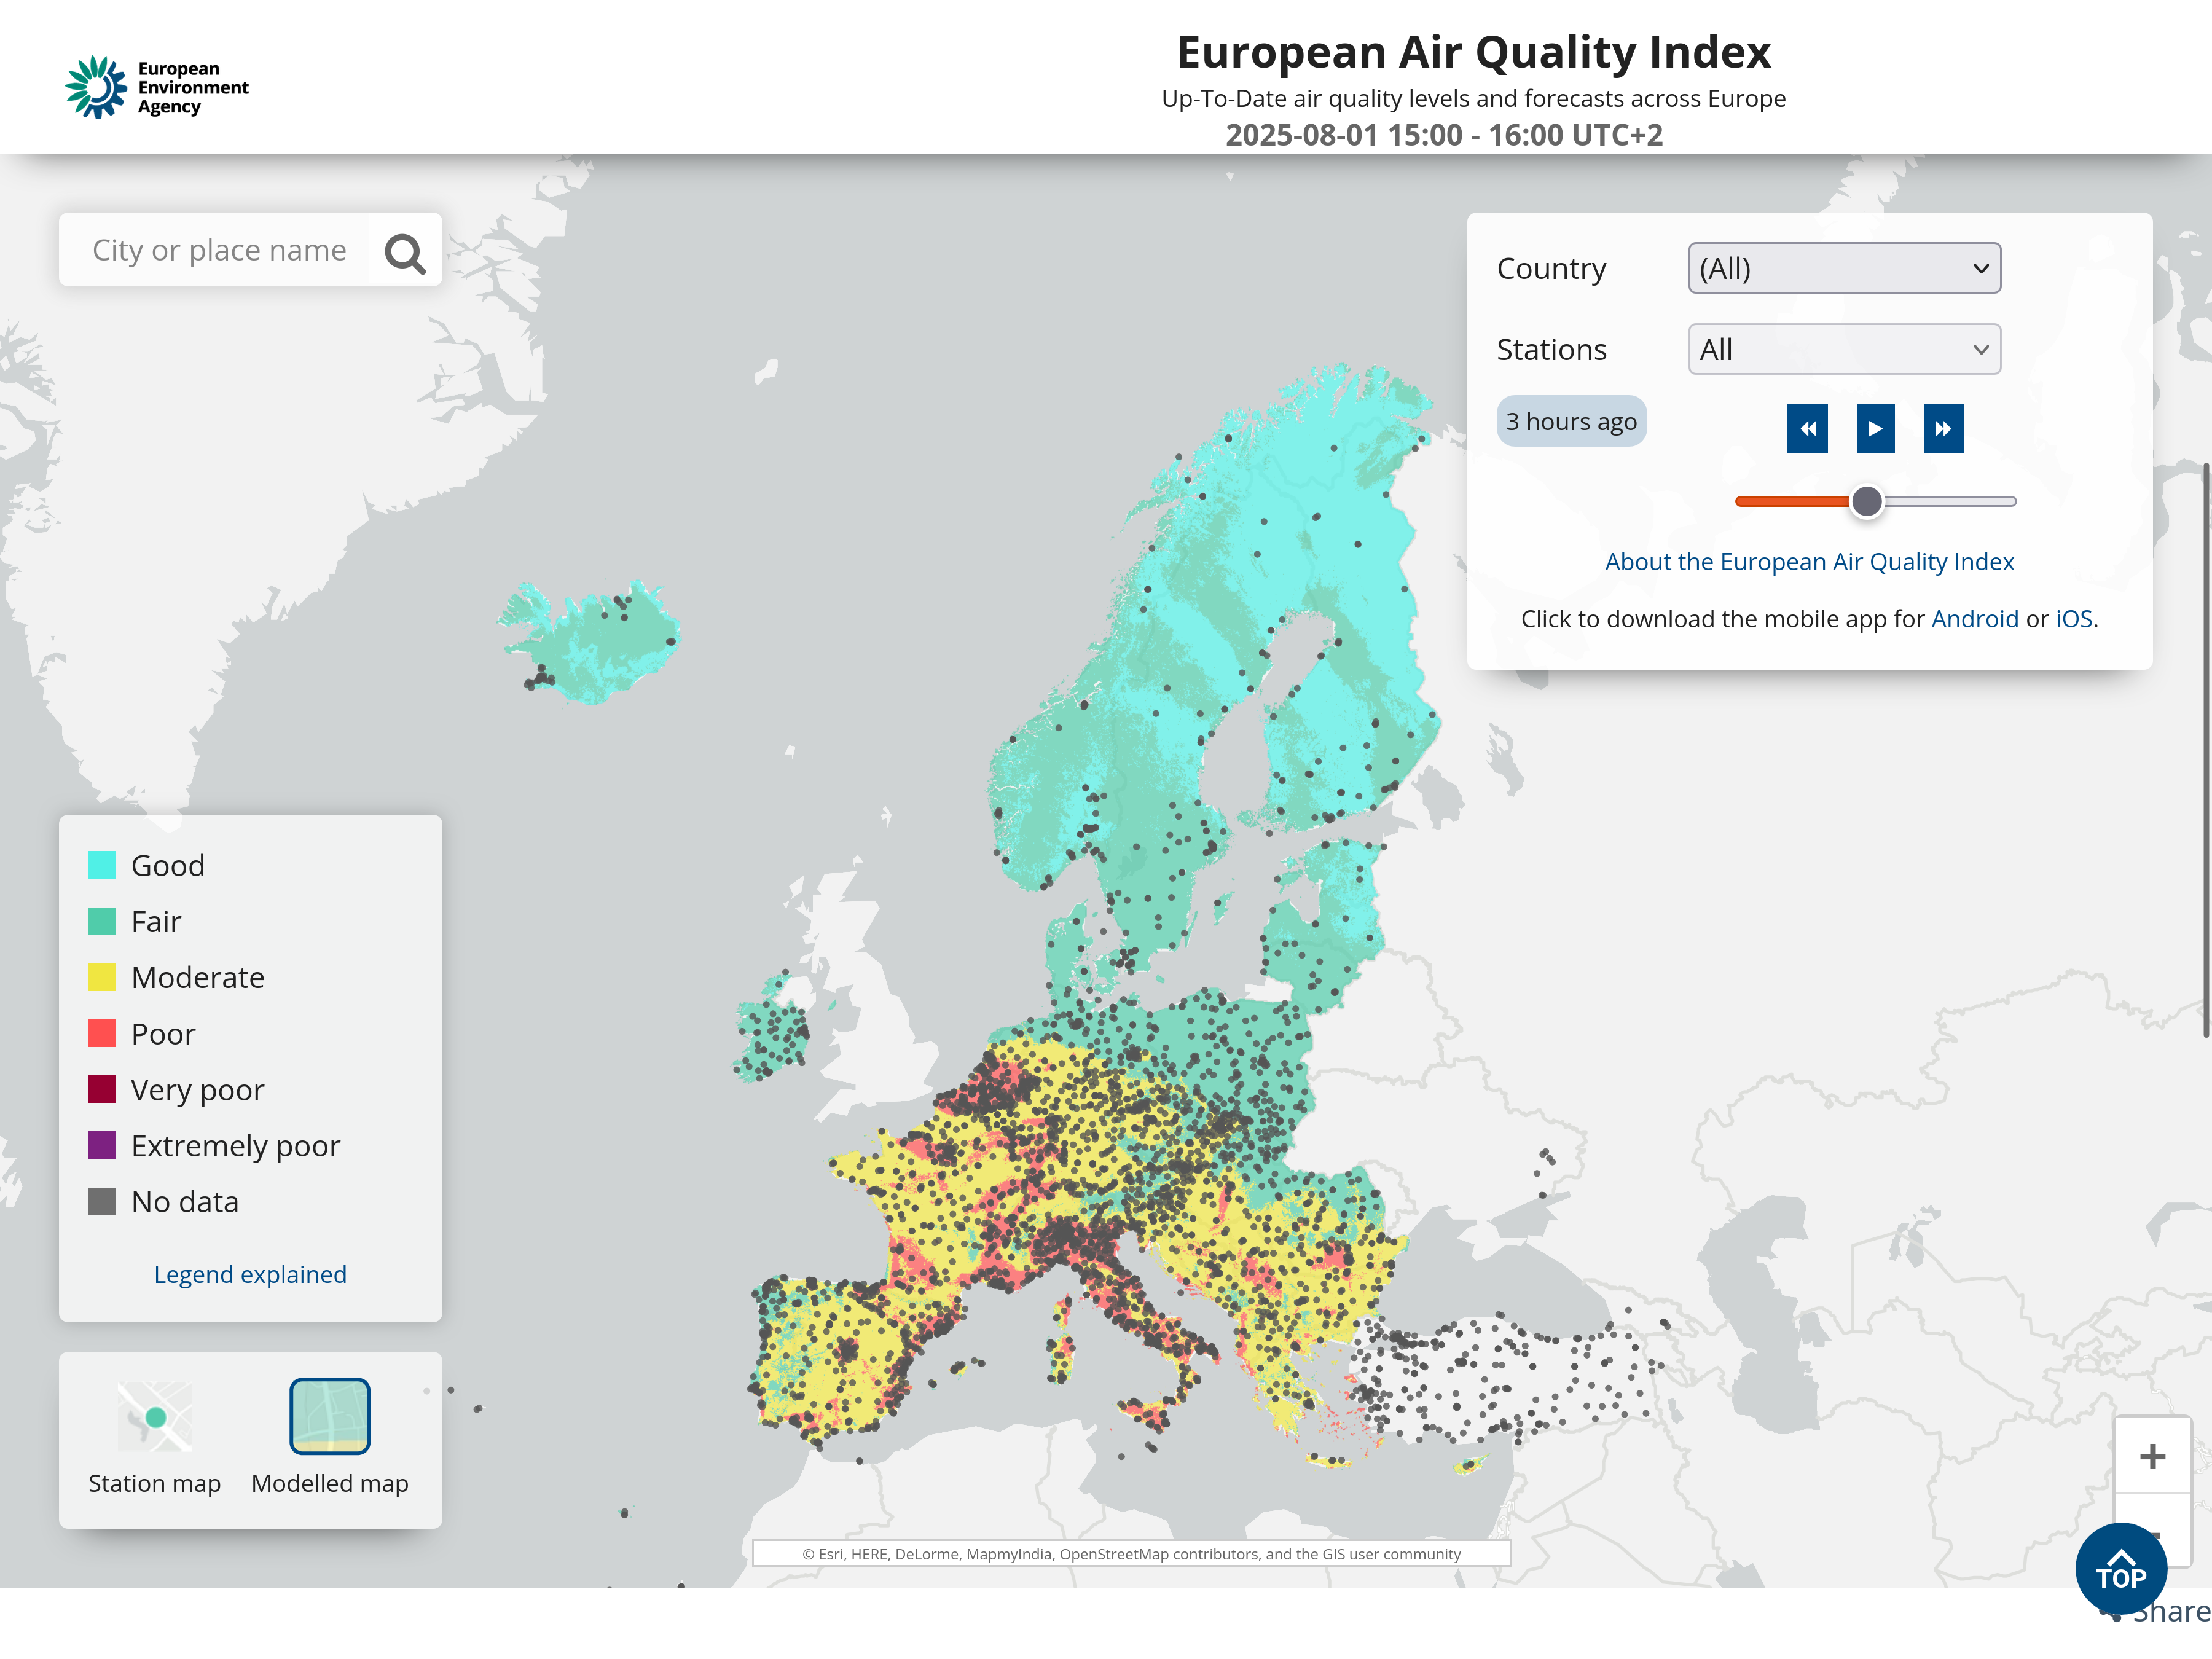 European
Environment
Agency
European Air Quality Index
Up-To-Date air quality levels and forecasts across Europe
2025-08-01 15:00 - 16:00 UTC+2
City or place name
Country
(All)
Stations
All
3 hours ago
About the European Air Quality Index
Click to download the mobile app for Android or iOS.
Good
Fair
Moderate
Poor
Very poor
Extremely poor
No data
Legend explained
Station map
Modelled map
+
© Esri, HERE, DeLorme, MapmyIndia, OpenStreetMap contributors, and the GIS user community
TOP
Share